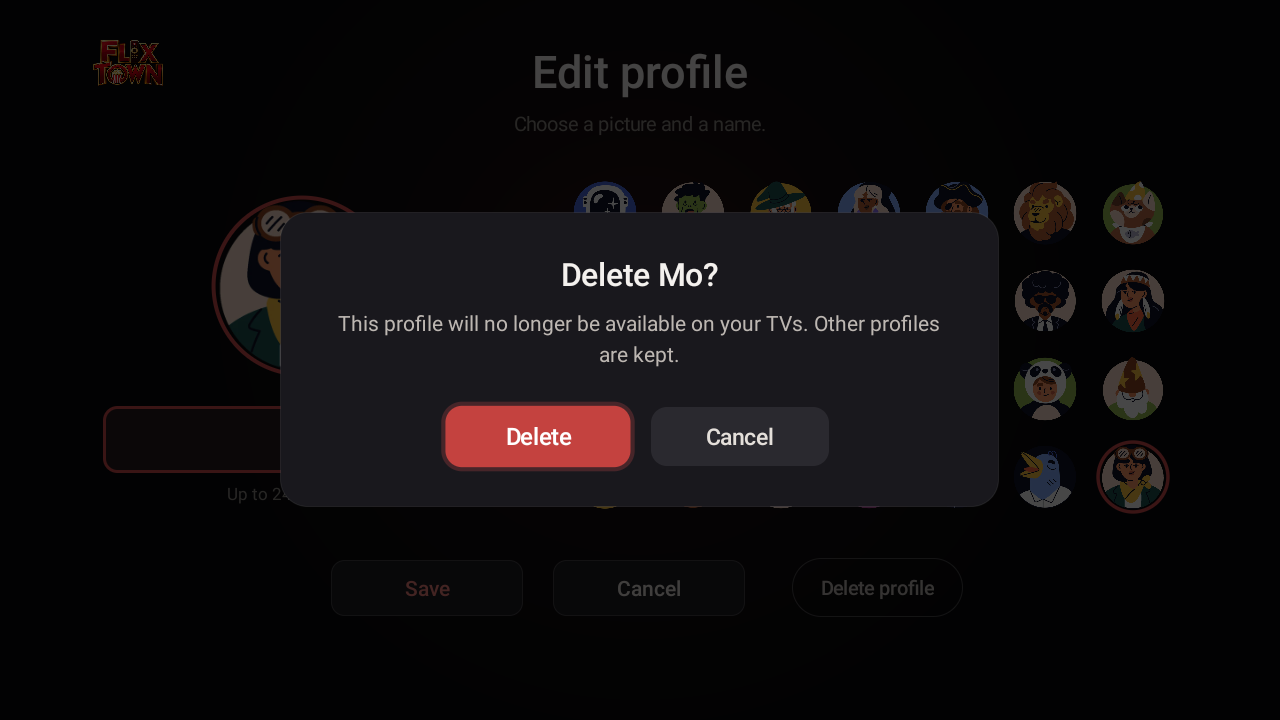 FLIX
TOWN
Edit profile
Choose a picture and a name.
Delete Mo?
This profile will no longer be available on your TVs. Other profiles
are kept.
Delete
Cancel
Up to 24
Save
Cancel
Delete profile